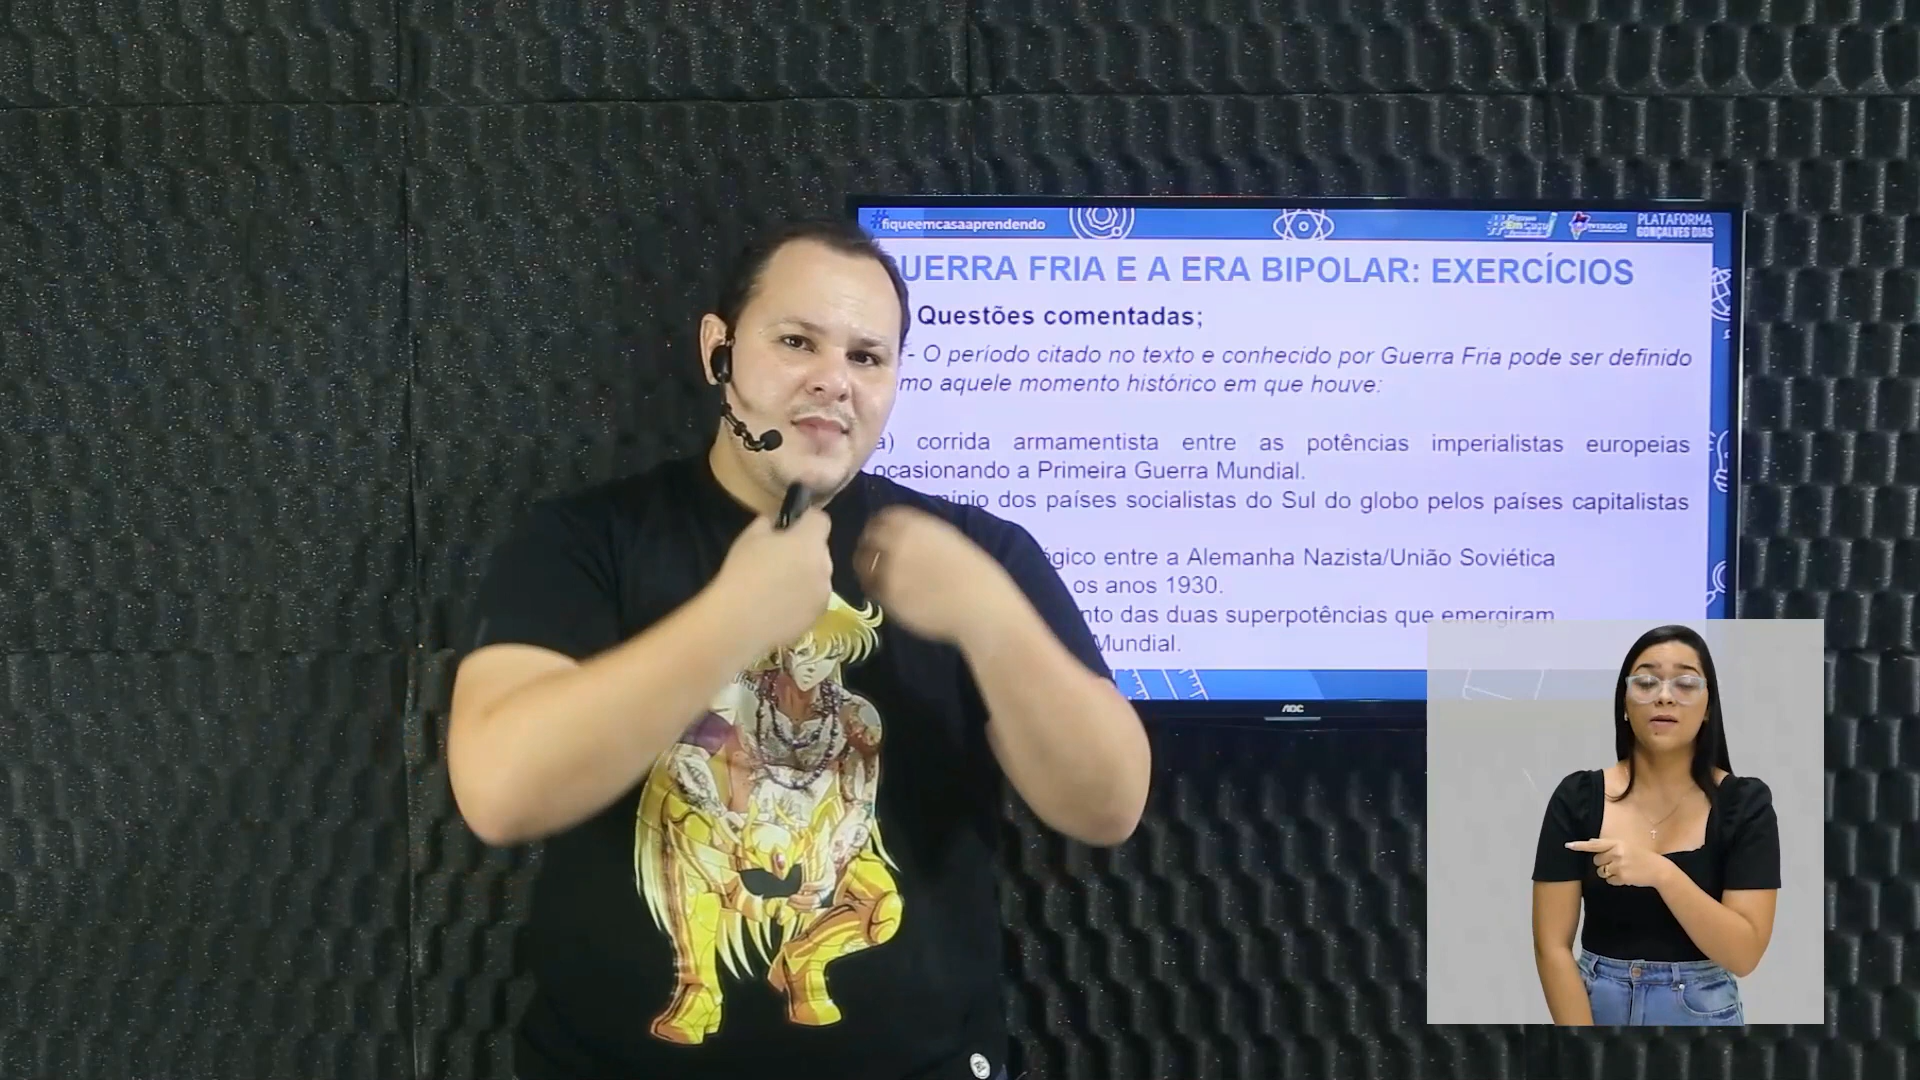 #fiqueemcasaaprendendo
PLATAFORMA
GONÇALVES DIAS
UERRA FRIA E A ERA BIPOLAR: EXERCÍCIOS
Questões comentadas;
- O período citado no texto e conhecido por Guerra Fria pode ser definido
mo aquele momento histórico em que houve:
a) corrida armamentista entre as potências imperialistas europeias
ocasionando a Primeira Guerra Mundial.
mínio dos países socialistas do Sul do globo pelos países capitalistas
ógico entre a Alemanha Nazista/União Soviética
os anos 1930.
nto das duas superpotências que emergiram
Mundial.
AOC